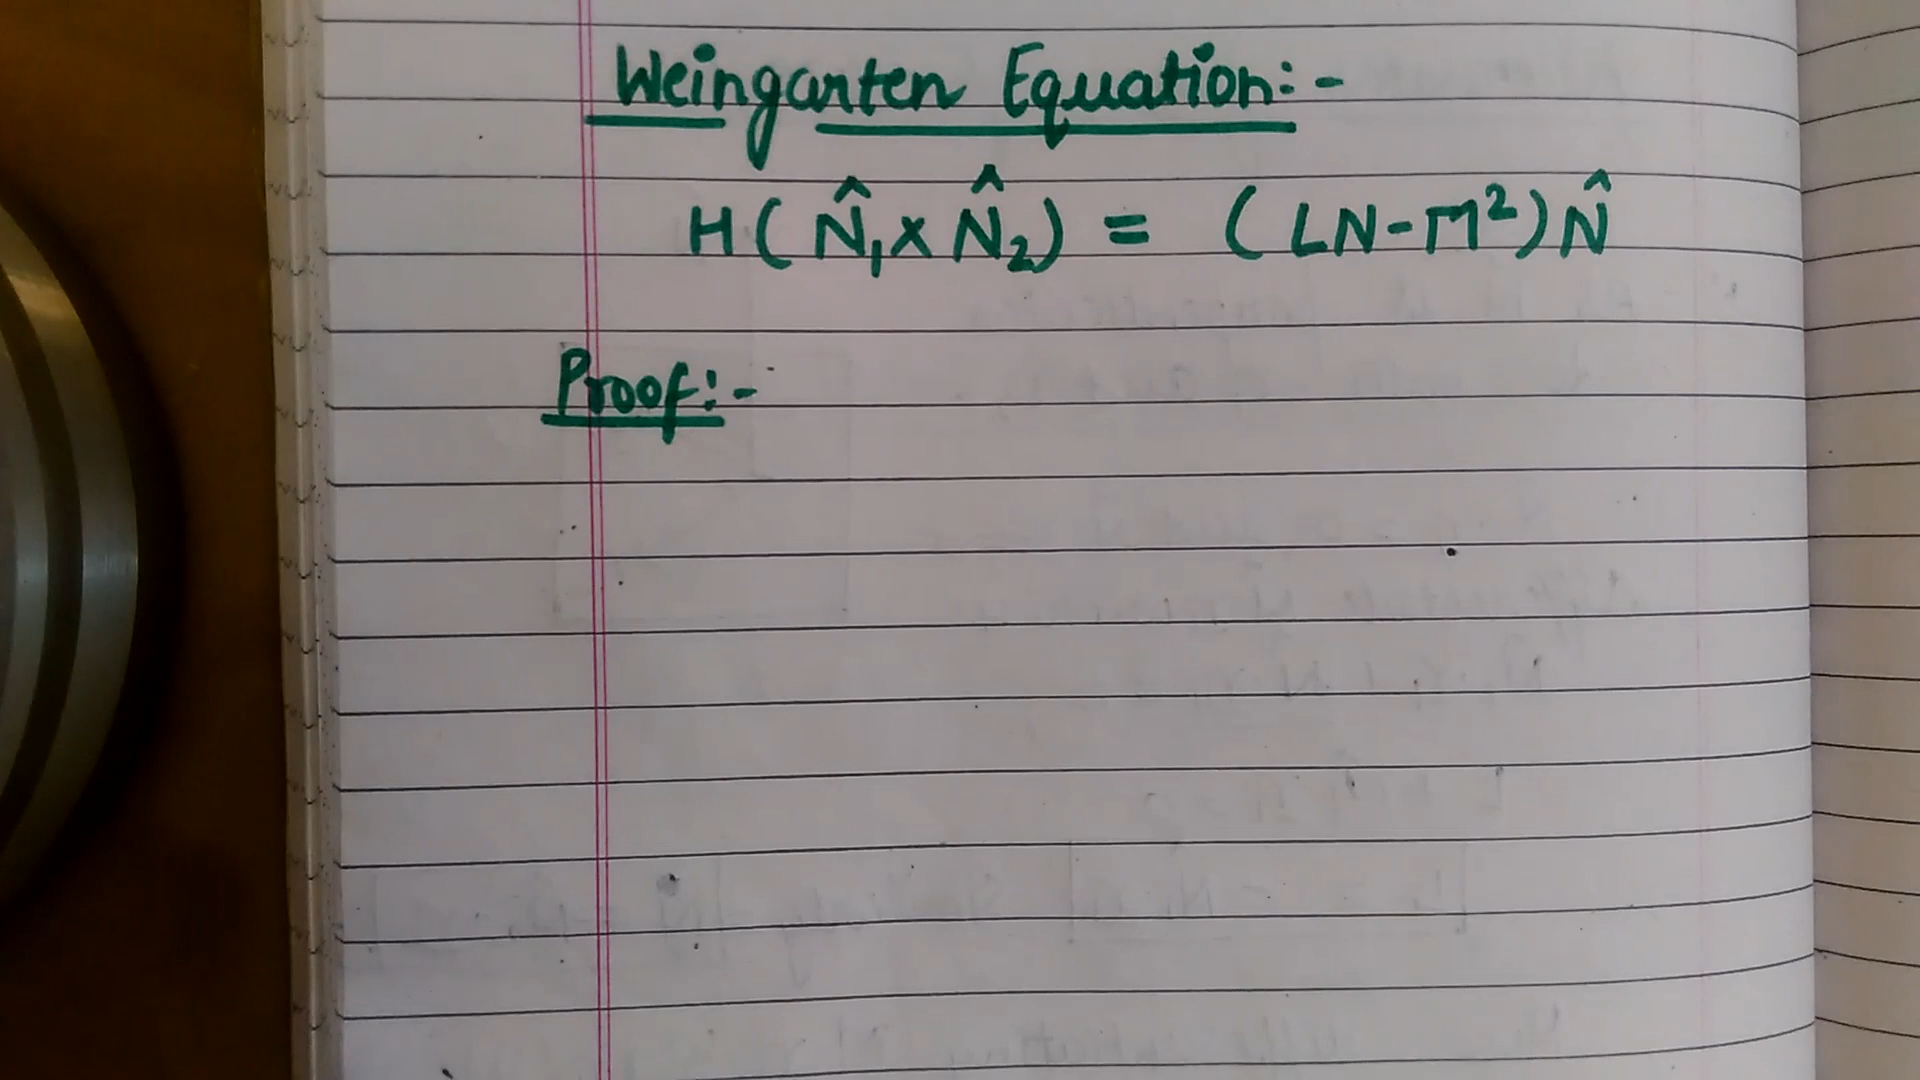 Weingarten Equation:-
H( N̂₁ x N̂₂) = ( LN-M²) N̂
Proof:-